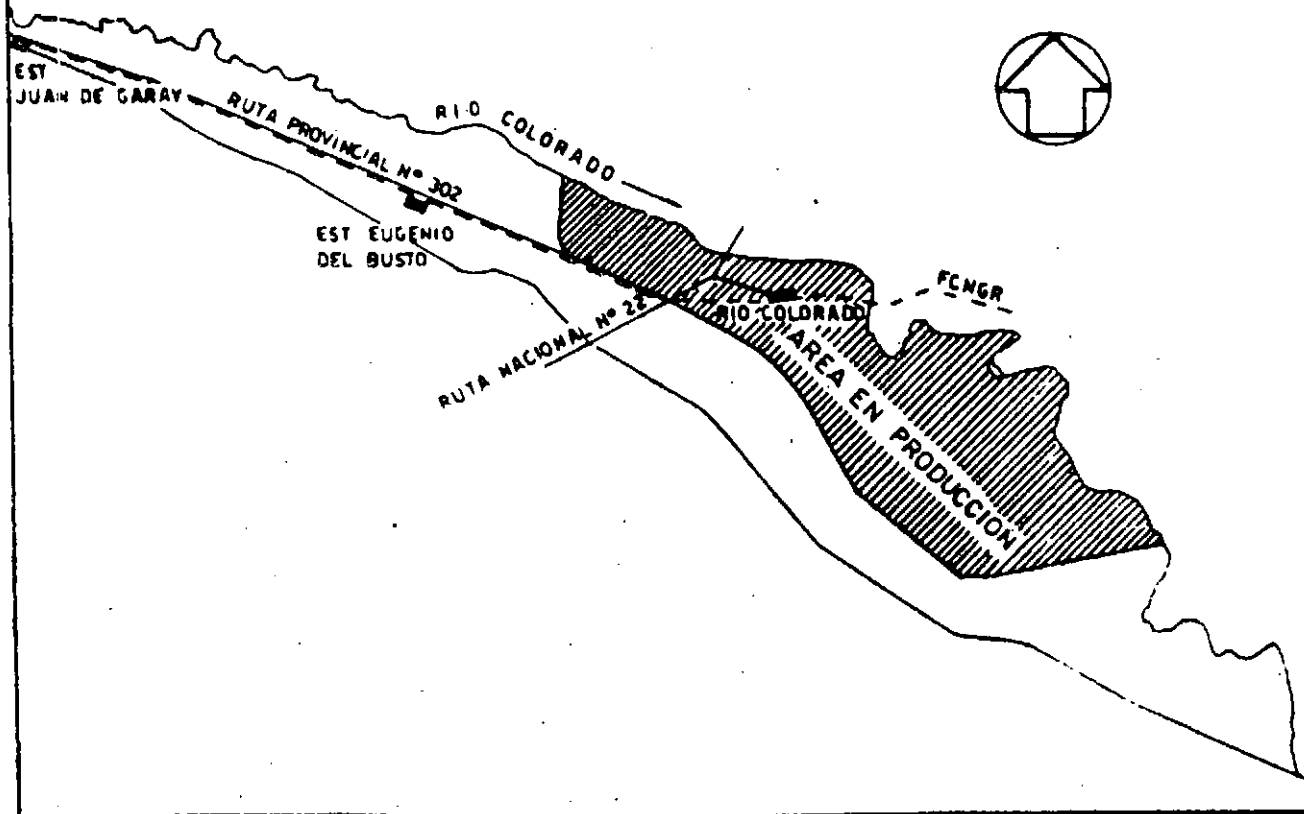 EST
JUAN DE GARAY
RUTA PROVINCIAL Nº 302
RIO COLORADO
EST EUGENIO
DEL BUSTO
RUTA NACIONAL Nº 22
FCNGR
RIO COLORADO
AREA EN PRODUCCION